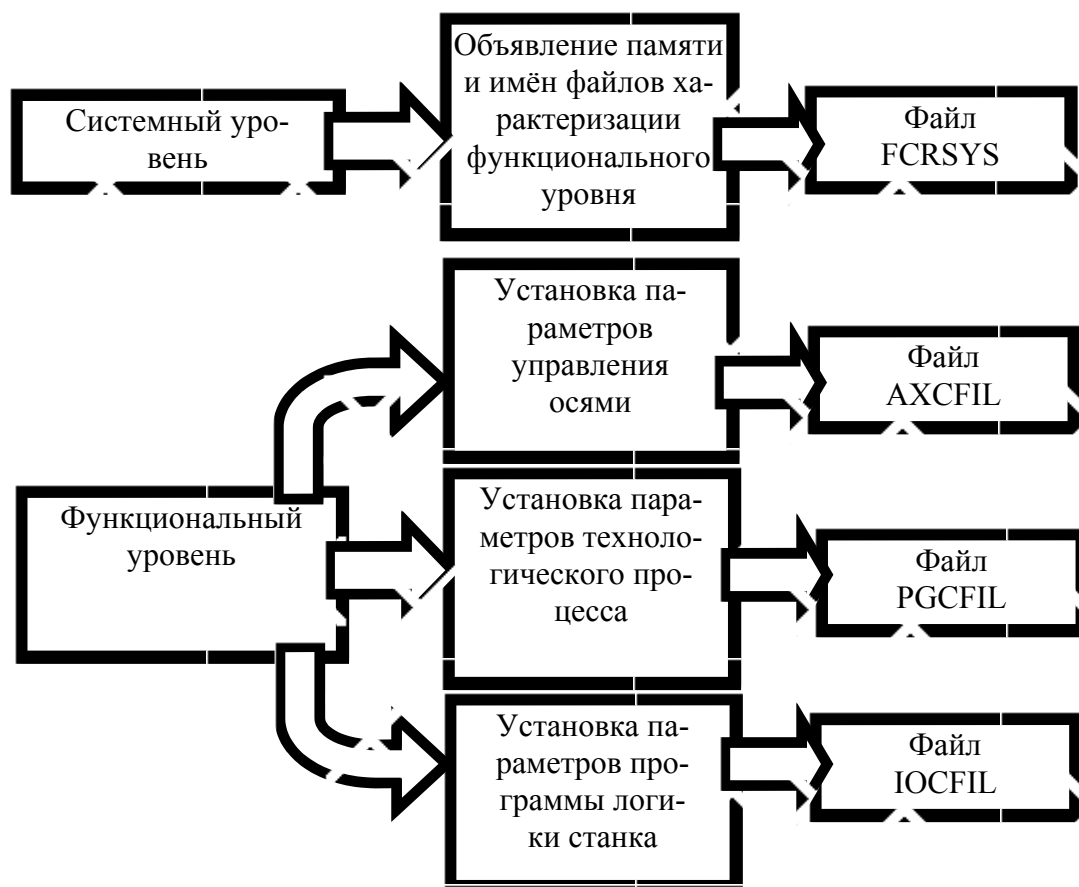 Системный уро-
вень
Объявление памяти
и имён файлов ха-
рактеризации
функционального
уровня
Файл
FCRSYS
Установка па-
раметров
управления
осями
Файл
AXCFIL
Функциональный
уровень
Установка пара-
метров техноло-
гического про-
цесса
Файл
PGCFIL
Установка па-
раметров про-
граммы логи-
ки станка
Файл
IOCFIL